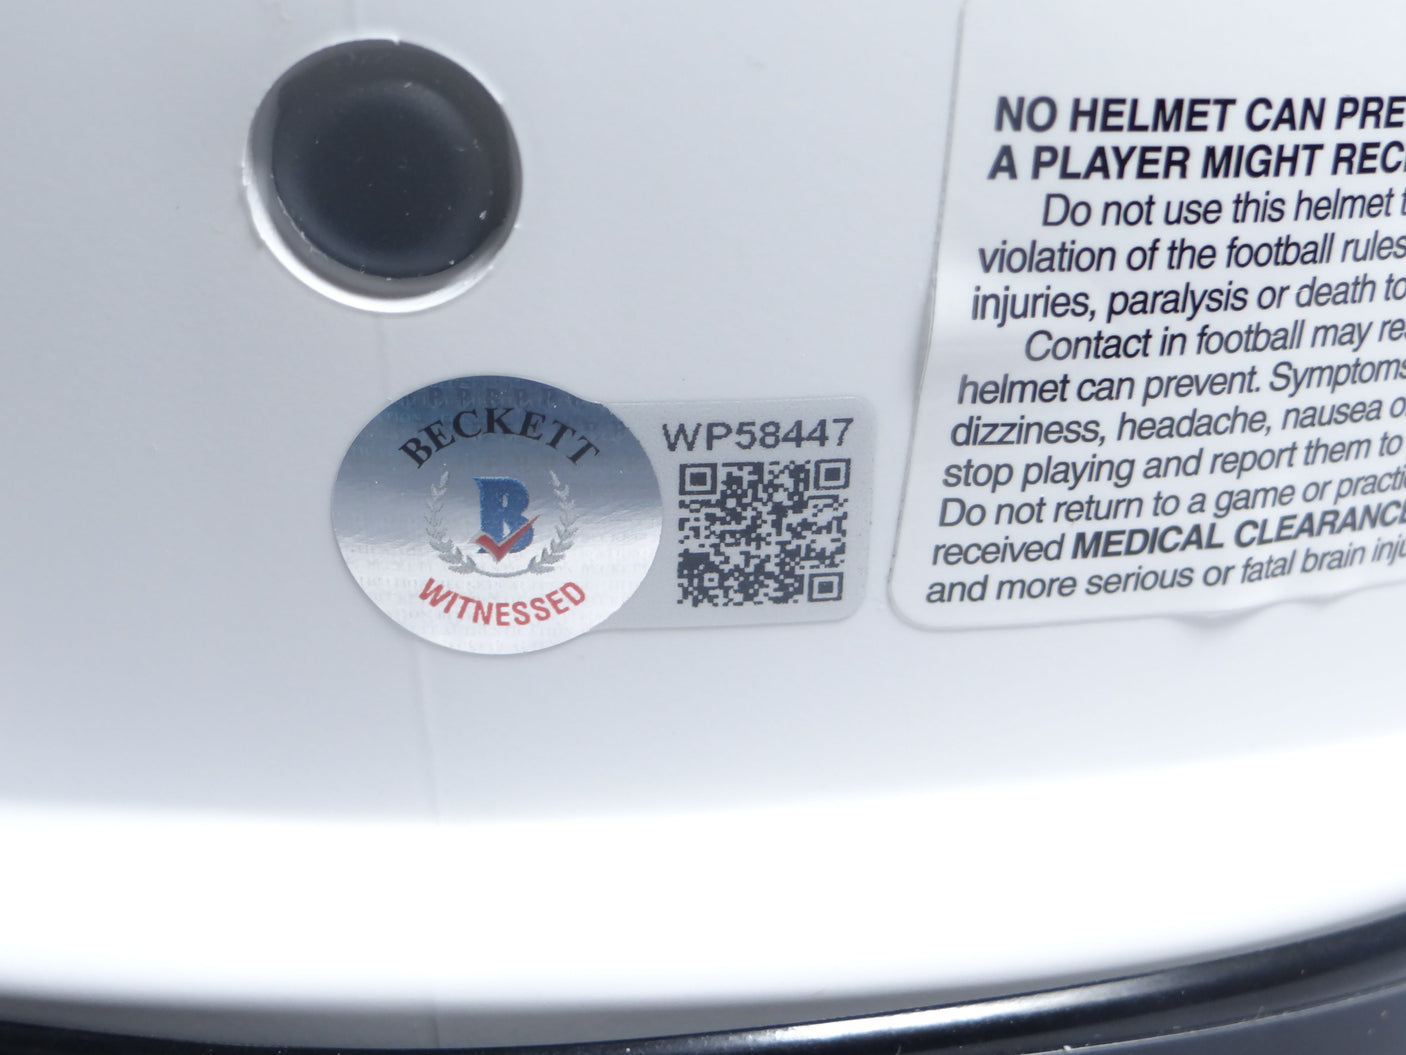 BECKETT
B
WITNESSED
WP58447
NO HELMET CAN PRE
A PLAYER MIGHT REC
Do not use this helmet t
violation of the football rules
injuries, paralysis or death to
Contact in football may re
helmet can prevent. Symptoms
dizziness, headache, nausea o
stop playing and report them to
Do not return to a game or practi
received MEDICAL CLEARANCE
and more serious or fatal brain inju